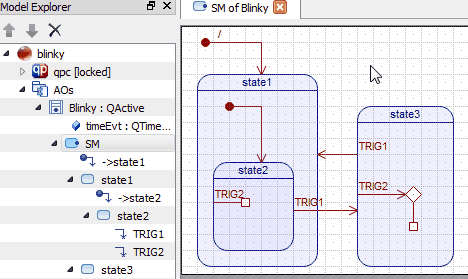 Model Explorer
SM of Blinky
blinky
qpc [locked]
AOs
Blinky : QActive
timeEvt : QTime...
SM
->state1
state1
->state2
state2
TRIG1
TRIG2
state3
/
state1
state3
TRIG1
state2
TRIG2
TRIG2
TRIG1